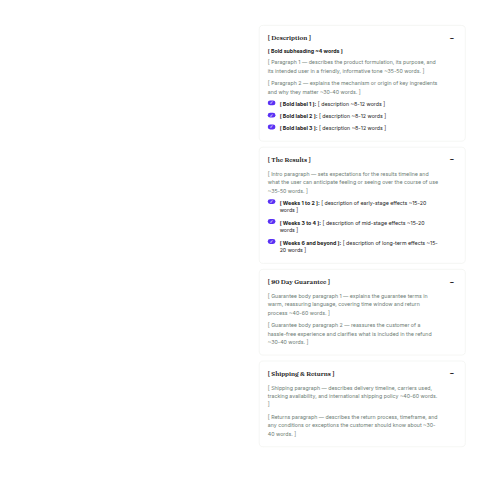 [ Description ]
[ Bold subheading ~4 words ]
[ Paragraph 1 — describes the product formulation, its purpose, and
its intended user in a friendly, informative tone ~35-50 words. ]
[ Paragraph 2 — explains the mechanism or origin of key ingredients
and why they matter ~30-40 words. ]
[ Bold label 1 ]: [ description ~8-12 words ]
[ Bold label 2 ]: [ description ~8-12 words ]
[ Bold label 3 ]: [ description ~8-12 words ]
[ The Results ]
[ Intro paragraph — sets expectations for the results timeline and
what the user can anticipate feeling or seeing over the course of use
~35-50 words. ]
[ Weeks 1 to 2 ]: [ description of early-stage effects ~15-20
words ]
[ Weeks 3 to 4 ]: [ description of mid-stage effects ~15-20
words ]
[ Weeks 6 and beyond ]: [ description of long-term effects ~15-
20 words ]
[ 90 Day Guarantee ]
[ Guarantee body paragraph 1 — explains the guarantee terms in
warm, reassuring language, covering time window and return
process ~40-60 words. ]
[ Guarantee body paragraph 2 — reassures the customer of a
hassle-free experience and clarifies what is included in the refund
~30-40 words. ]
[ Shipping & Returns ]
[ Shipping paragraph — describes delivery timeline, carriers used,
tracking availability, and international shipping policy ~40-60 words.
]
[ Returns paragraph — describes the return process, timeframe, and
any conditions or exceptions the customer should know about ~30-
40 words. ]